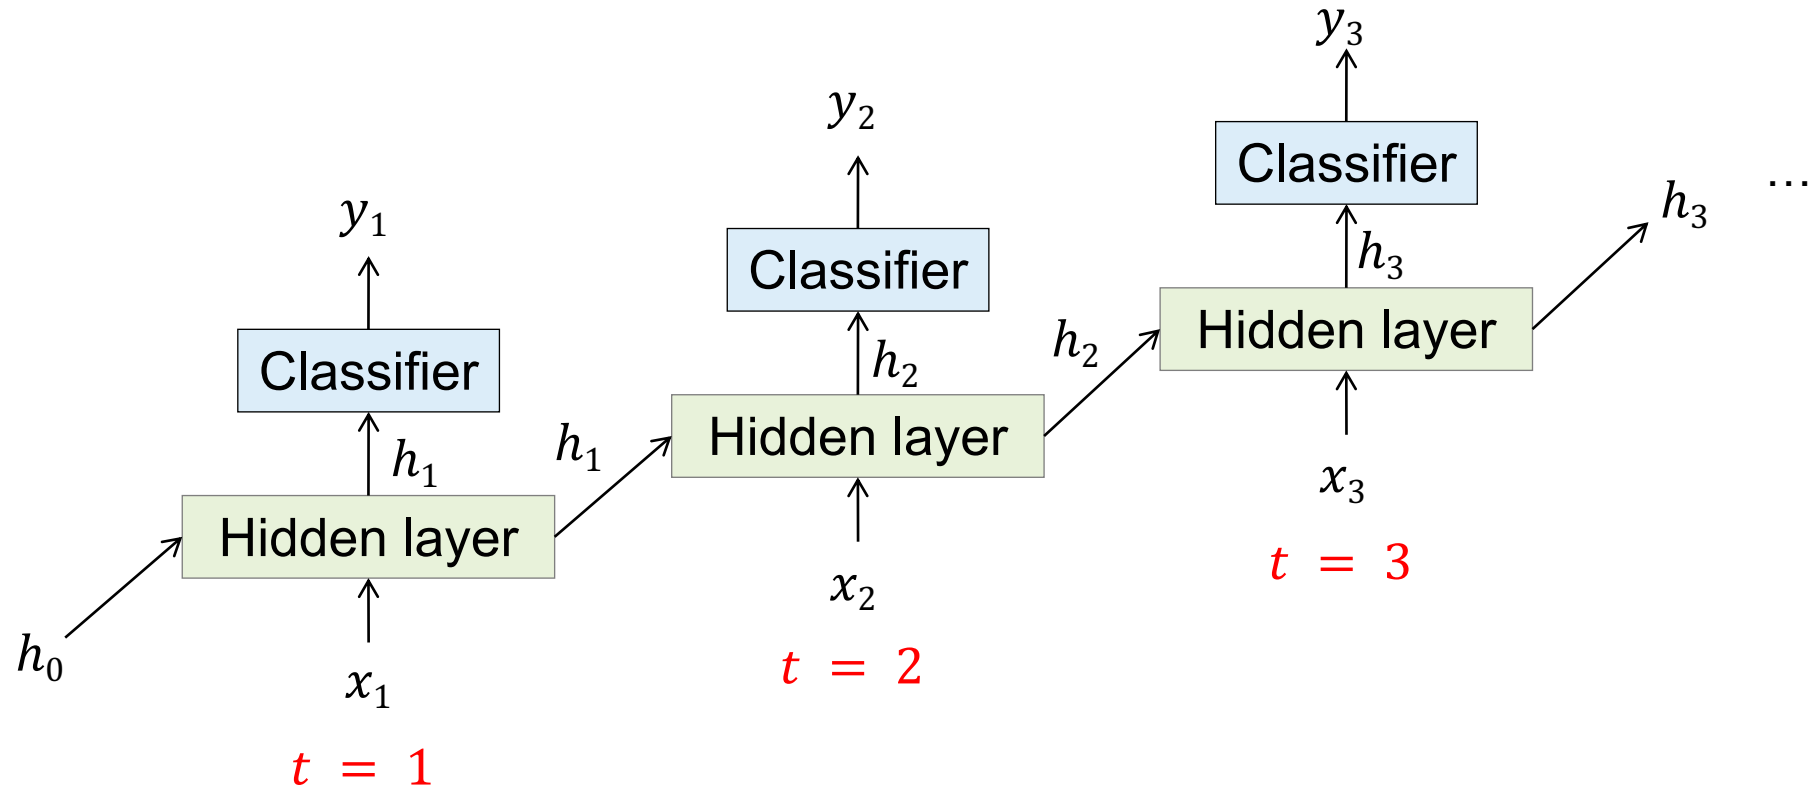 y₁
Classifier
h₁
Hidden layer
h₀
x₁
t = 1
h₁
y₂
Classifier
h₂
Hidden layer
x₂
t = 2
h₂
y₃
Classifier
h₃
Hidden layer
x₃
t = 3
h₃
...